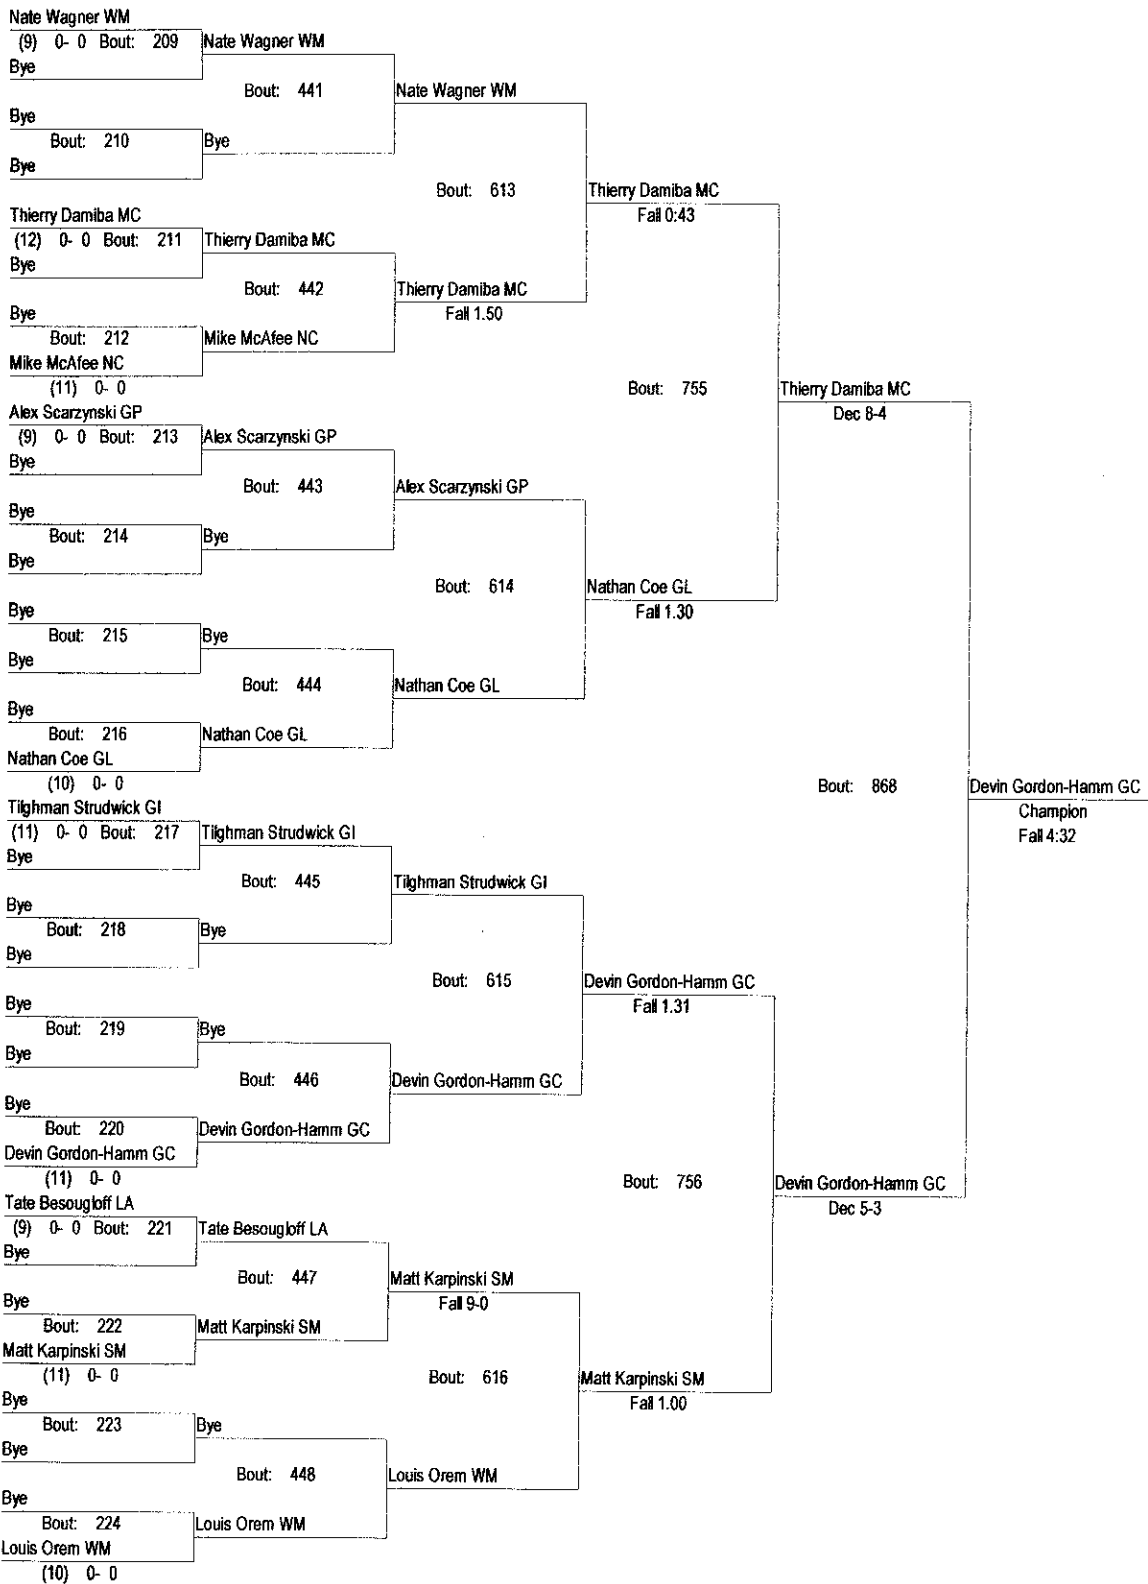 Nate Wagner WM
(9) 0- 0 Bout: 209
Nate Wagner WM
Bye
Bout: 441
Nate Wagner WM
Bye
Bout: 210
Bye
Bye
Bout: 613
Thierry Damiba MC
Fall 0:43
Thierry Damiba MC
(12) 0- 0 Bout: 211
Thierry Damiba MC
Bye
Bout: 442
Thierry Damiba MC
Fall 1.50
Bye
Bout: 212
Mike McAfee NC
Mike McAfee NC
(11) 0- 0
Bout: 755
Thierry Damiba MC
Dec 8-4
Alex Scarzynski GP
(9) 0- 0 Bout: 213
Alex Scarzynski GP
Bye
Bout: 443
Alex Scarzynski GP
Bye
Bout: 214
Bye
Bye
Bout: 614
Nathan Coe GL
Fall 1.30
Bye
Bout: 215
Bye
Bye
Bout: 444
Nathan Coe GL
Bye
Bout: 216
Nathan Coe GL
Nathan Coe GL
(10) 0- 0
Bout: 868
Devin Gordon-Hamm GC
Champion
Fall 4:32
Tilghman Strudwick GI
(11) 0- 0 Bout: 217
Tilghman Strudwick GI
Bye
Bout: 445
Tilghman Strudwick GI
Bye
Bout: 218
Bye
Bye
Bout: 615
Devin Gordon-Hamm GC
Fall 1.31
Bye
Bout: 219
Bye
Bye
Bout: 446
Devin Gordon-Hamm GC
Bye
Bout: 220
Devin Gordon-Hamm GC
Devin Gordon-Hamm GC
(11) 0- 0
Bout: 756
Devin Gordon-Hamm GC
Dec 5-3
Tate Besougloff LA
(9) 0- 0 Bout: 221
Tate Besougloff LA
Bye
Bout: 447
Matt Karpinski SM
Fall 9-0
Bye
Bout: 222
Matt Karpinski SM
Matt Karpinski SM
(11) 0- 0
Bout: 616
Matt Karpinski SM
Fall 1.00
Bye
Bout: 223
Bye
Bye
Bout: 448
Louis Orem WM
Bye
Bout: 224
Louis Orem WM
Louis Orem WM
(10) 0- 0